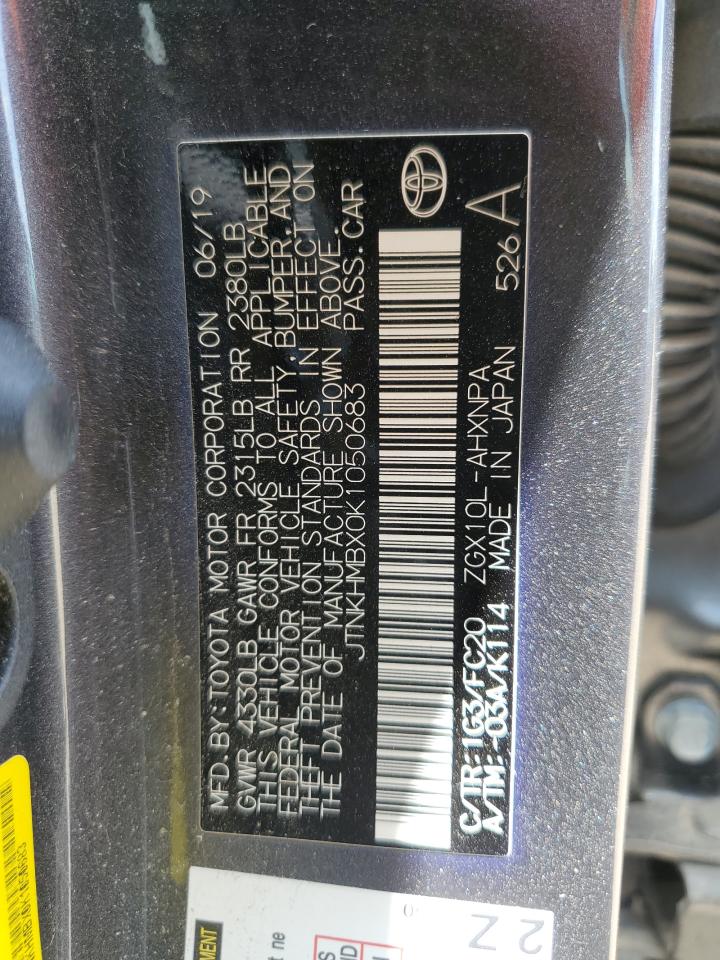 MFD.BY:TOYOTA MOTOR CORPORATION 06/19
GVWR 4330LB GAWR FR 2315LB RR 2380LB
THIS VEHICLE CONFORMS TO ALL APPLICABLE
FEDERAL MOTOR VEHICLE SAFETY,BUMPER,AND
THEFT PREVENTION STANDARDS IN EFFECT ON
THE DATE OF MANUFACTURE SHOWN ABOVE.
JTNKHMBX0K1050683 PASS.CAR
C/TR:1G3/FC20 ZGX10L-AHXNPA
A/TM:-03A/K114 MADE IN JAPAN 526 A
2 Z